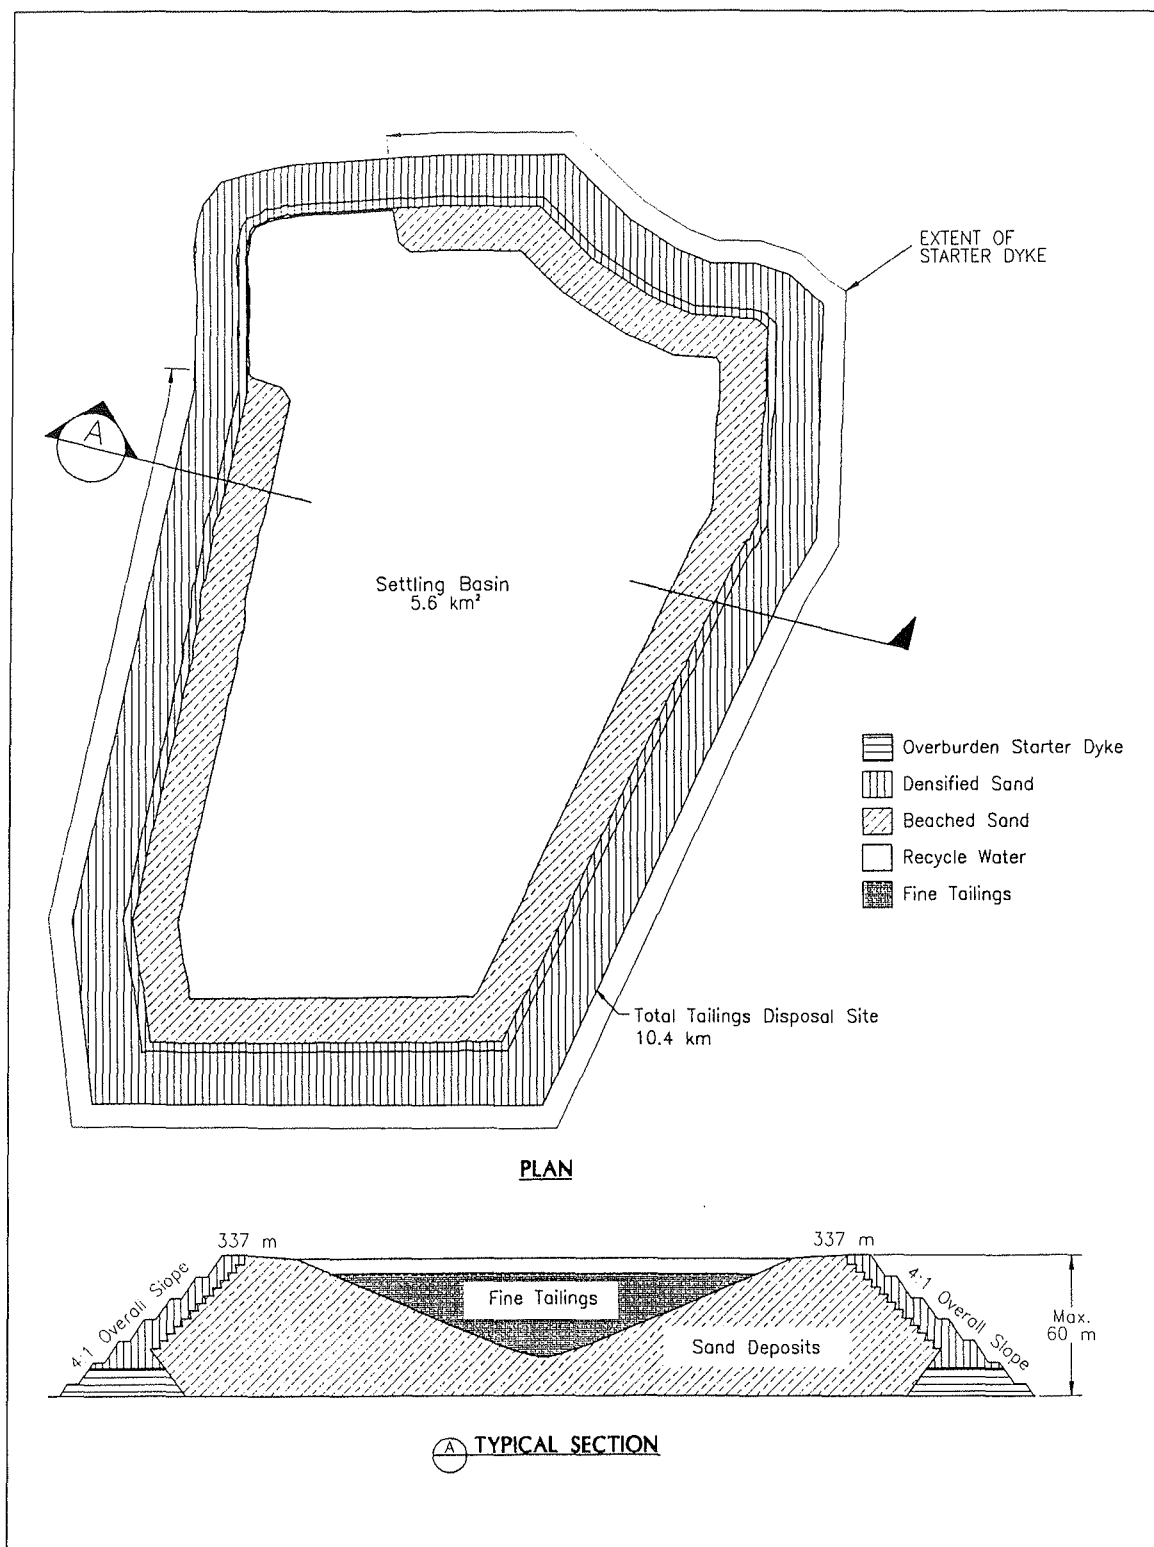 EXTENT OF
STARTER DYKE
A
Settling Basin
5.6 km²
Overburden Starter Dyke
Densified Sand
Beached Sand
Recycle Water
Fine Tailings
Total Tailings Disposal Site
10.4 km
PLAN
337 m
337 m
4:1 Overall Slope
4:1 Overall Slope
Fine Tailings
Max.
60 m
Sand Deposits
A TYPICAL SECTION